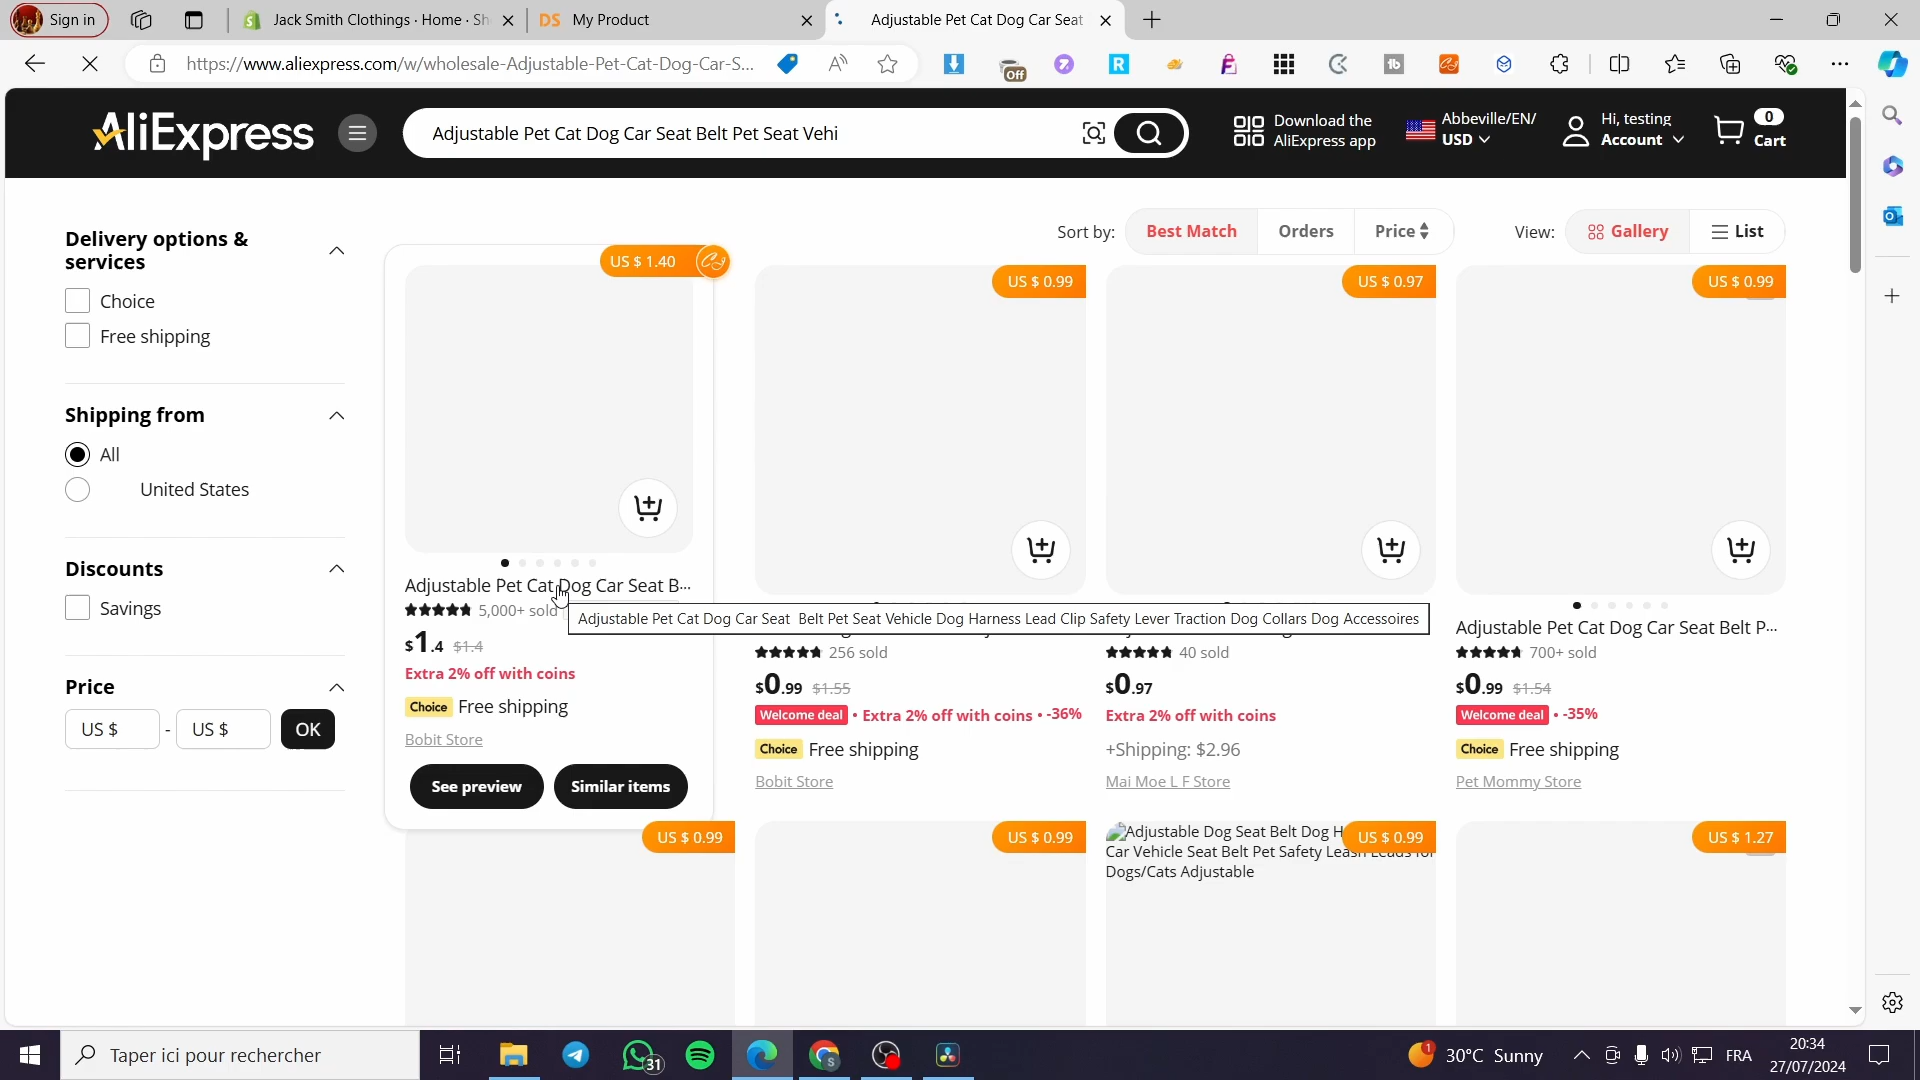 Sign in
Jack Smith Clothings · Home · Sh
DS My Product
Adjustable Pet Cat Dog Car Seat
https://www.aliexpress.com/w/wholesale-Adjustable-Pet-Cat-Dog-Car-S...
Off
AliExpress
Adjustable Pet Cat Dog Car Seat Belt Pet Seat Vehi
Download the
AliExpress app
Abbeville/EN/
USD
Hi, testing
Account
0
Cart
Delivery options &
services
Choice
Free shipping
Shipping from
All
United States
Discounts
Savings
Price
US $ - US $ OK
Sort by: Best Match Orders Price
View: Gallery List
US $ 1.40
US $ 0.99
US $ 0.97
US $ 0.99
Adjustable Pet Cat Dog Car Seat B...
5,000+ sold
$1.4 $1.4
Extra 2% off with coins
Choice Free shipping
Bobit Store
See preview
Similar items
Adjustable Pet Cat Dog Car Seat Belt Pet Seat Vehicle Dog Harness Lead Clip Safety Lever Traction Dog Collars Dog Accessoires
256 sold
$0.99 $1.55
Welcome deal • Extra 2% off with coins • -36%
Choice Free shipping
Bobit Store
40 sold
$0.97
Extra 2% off with coins
+Shipping: $2.96
Mai Moe L F Store
Adjustable Pet Cat Dog Car Seat Belt P...
700+ sold
$0.99 $1.54
Welcome deal • -35%
Choice Free shipping
Pet Mommy Store
US $ 0.99
US $ 0.99
US $ 0.99
US $ 1.27
Adjustable Dog Seat Belt Dog H
Car Vehicle Seat Belt Pet Safety Leash
Dogs/Cats Adjustable
Taper ici pour rechercher
31
1
30°C Sunny
FRA
20:34
27/07/2024